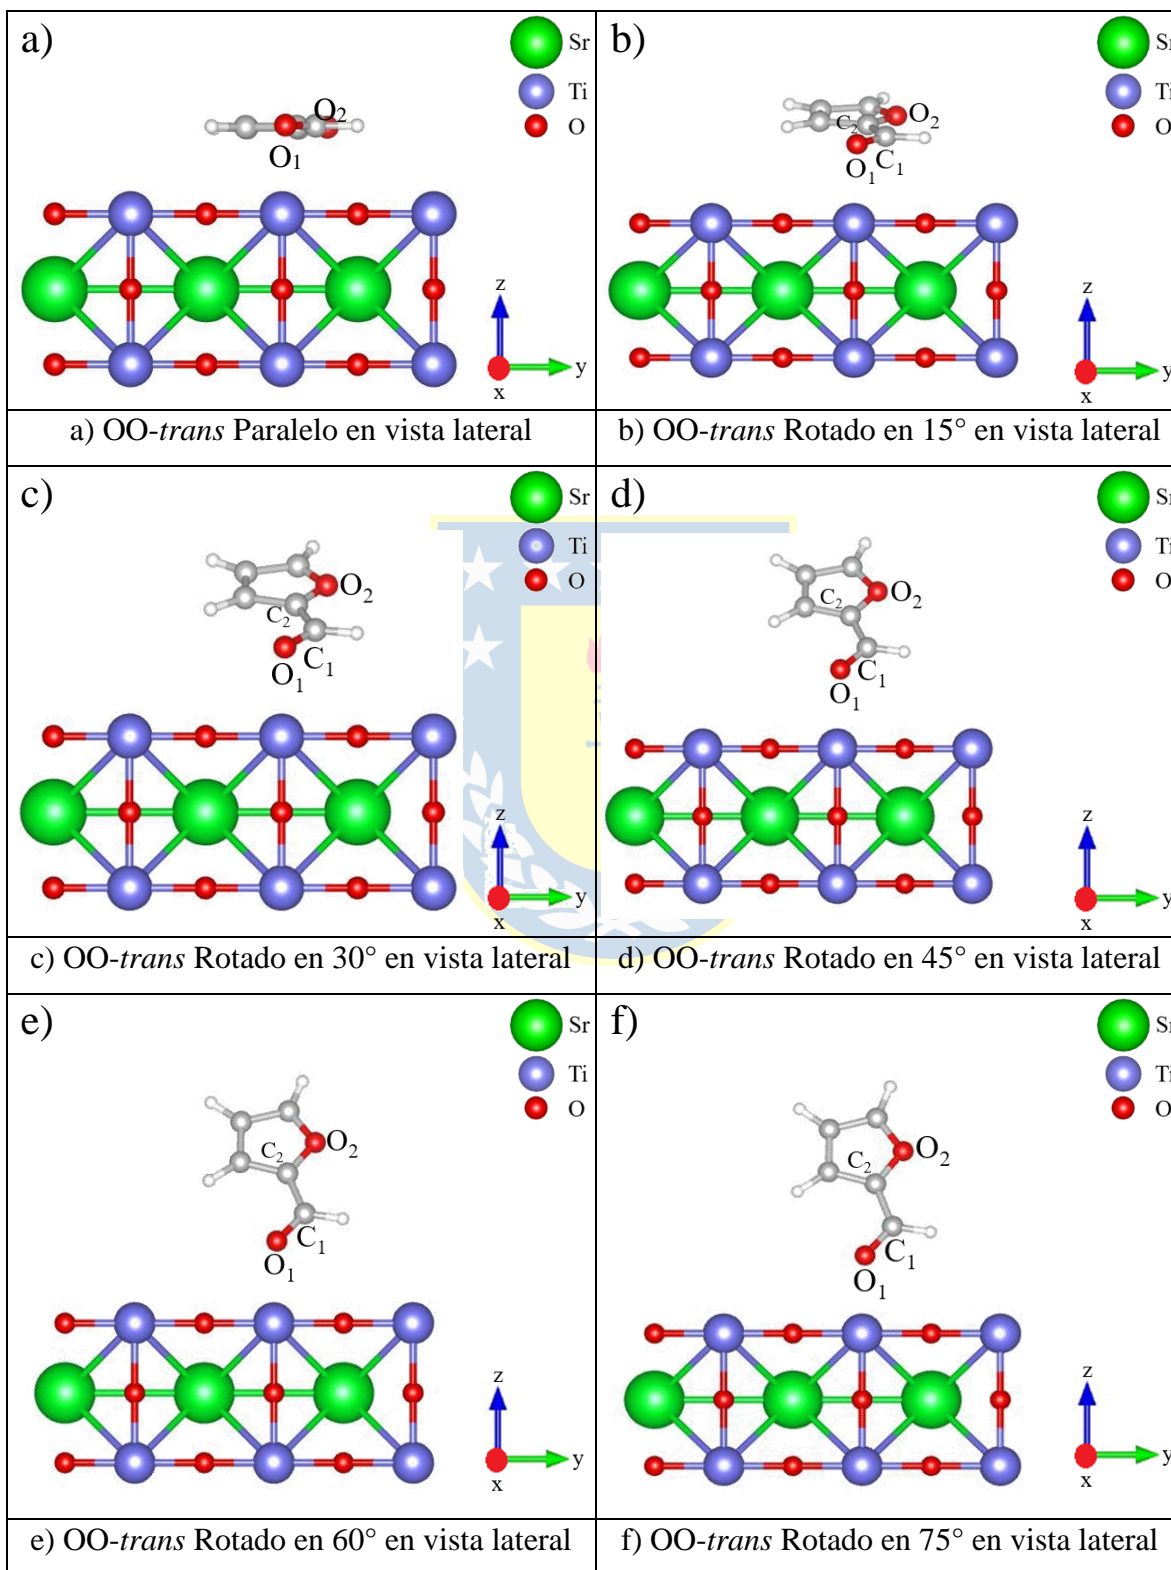 a)
Sr
Ti
O
O2
O1
z
y
x
a) OO-trans Paralelo en vista lateral
b)
S
Ti
O
C2
O2
O1
C1
z
y
x
b) OO-trans Rotado en 15° en vista lateral
c)
Sr
Ti
O
O2
C2
C1
O1
z
y
x
c) OO-trans Rotado en 30° en vista lateral
d)
S
Ti
O
C2
O2
C1
O1
z
y
x
d) OO-trans Rotado en 45° en vista lateral
e)
Sr
Ti
O
C2
O2
C1
O1
z
y
x
e) OO-trans Rotado en 60° en vista lateral
f)
S
Ti
O
O2
C2
C1
O1
z
y
x
f) OO-trans Rotado en 75° en vista lateral